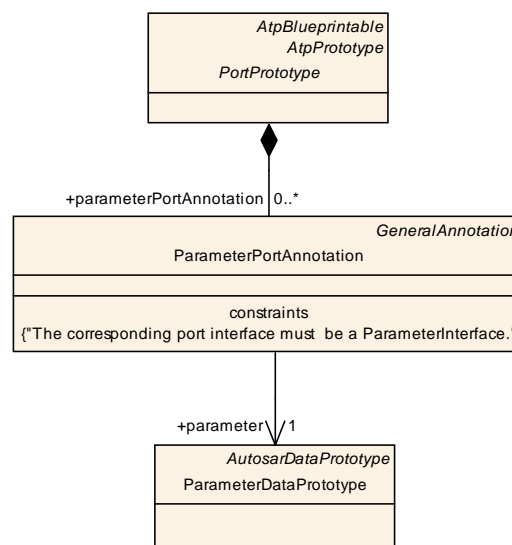 AtpBlueprintable
AtpPrototype
PortPrototype
+parameterPortAnnotation 0..*
GeneralAnnotation
ParameterPortAnnotation
constraints
{"The corresponding port interface must be a ParameterInterface."
+parameter 1
AutosarDataPrototype
ParameterDataPrototype